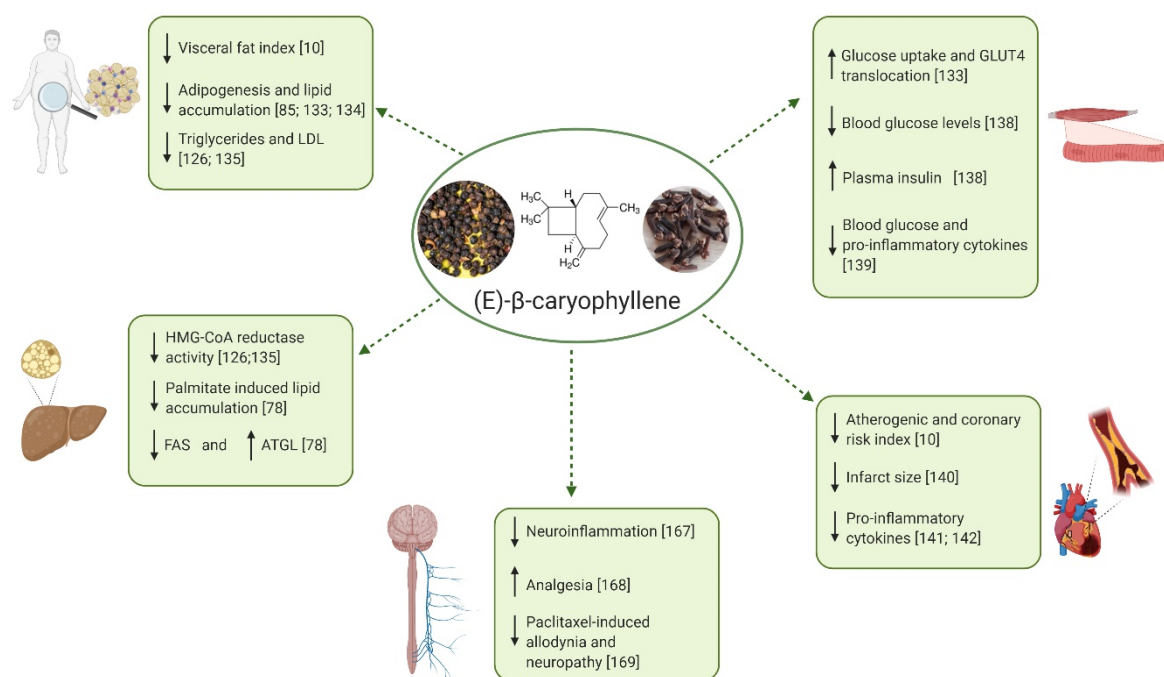 Visceral fat index [10]
Adipogenesis and lipid
accumulation [85; 133; 134]
Triglycerides and LDL
[126; 135]
Glucose uptake and GLUT4
translocation [133]
Blood glucose levels [138]
Plasma insulin [138]
Blood glucose and
pro-inflammatory cytokines
[139]
H₃C
H₃C
H
CH₃
H
H₂C
(E)-β-caryophyllene
HMG-CoA reductase
activity [126;135]
Palmitate induced lipid
accumulation [78]
FAS and ATGL [78]
Atherogenic and coronary
risk index [10]
Infarct size [140]
Pro-inflammatory
cytokines [141; 142]
Neuroinflammation [167]
Analgesia [168]
Paclitaxel-induced
allodynia and
neuropathy [169]